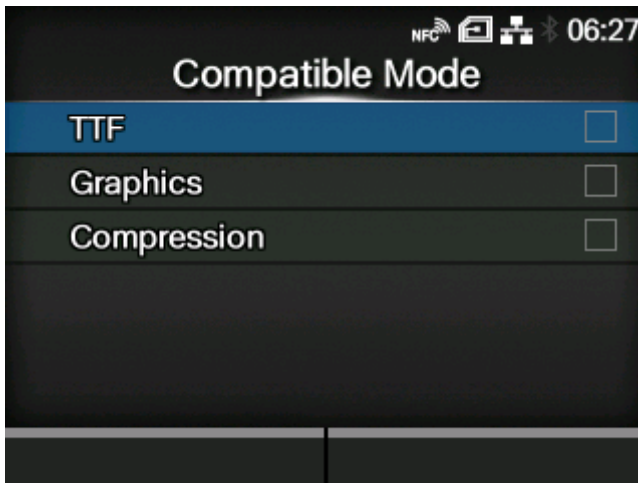 NFC 06:27
Compatible Mode
TTF
Graphics
Compression